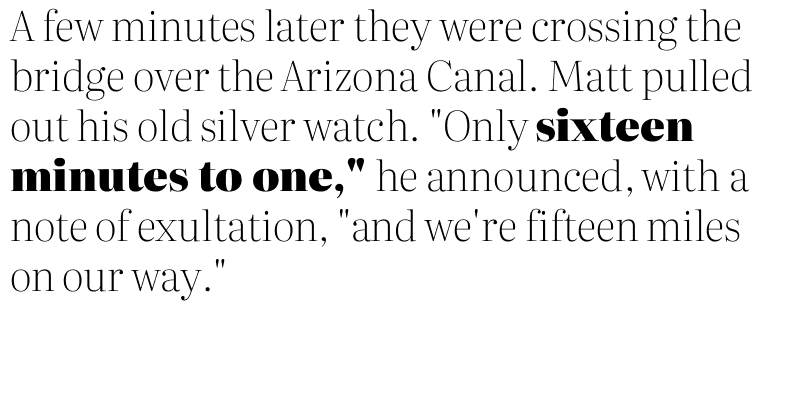 A few minutes later they were crossing the
bridge over the Arizona Canal. Matt pulled
out his old silver watch. "Only sixteen
minutes to one," he announced, with a
note of exultation, "and we're fifteen miles
on our way."